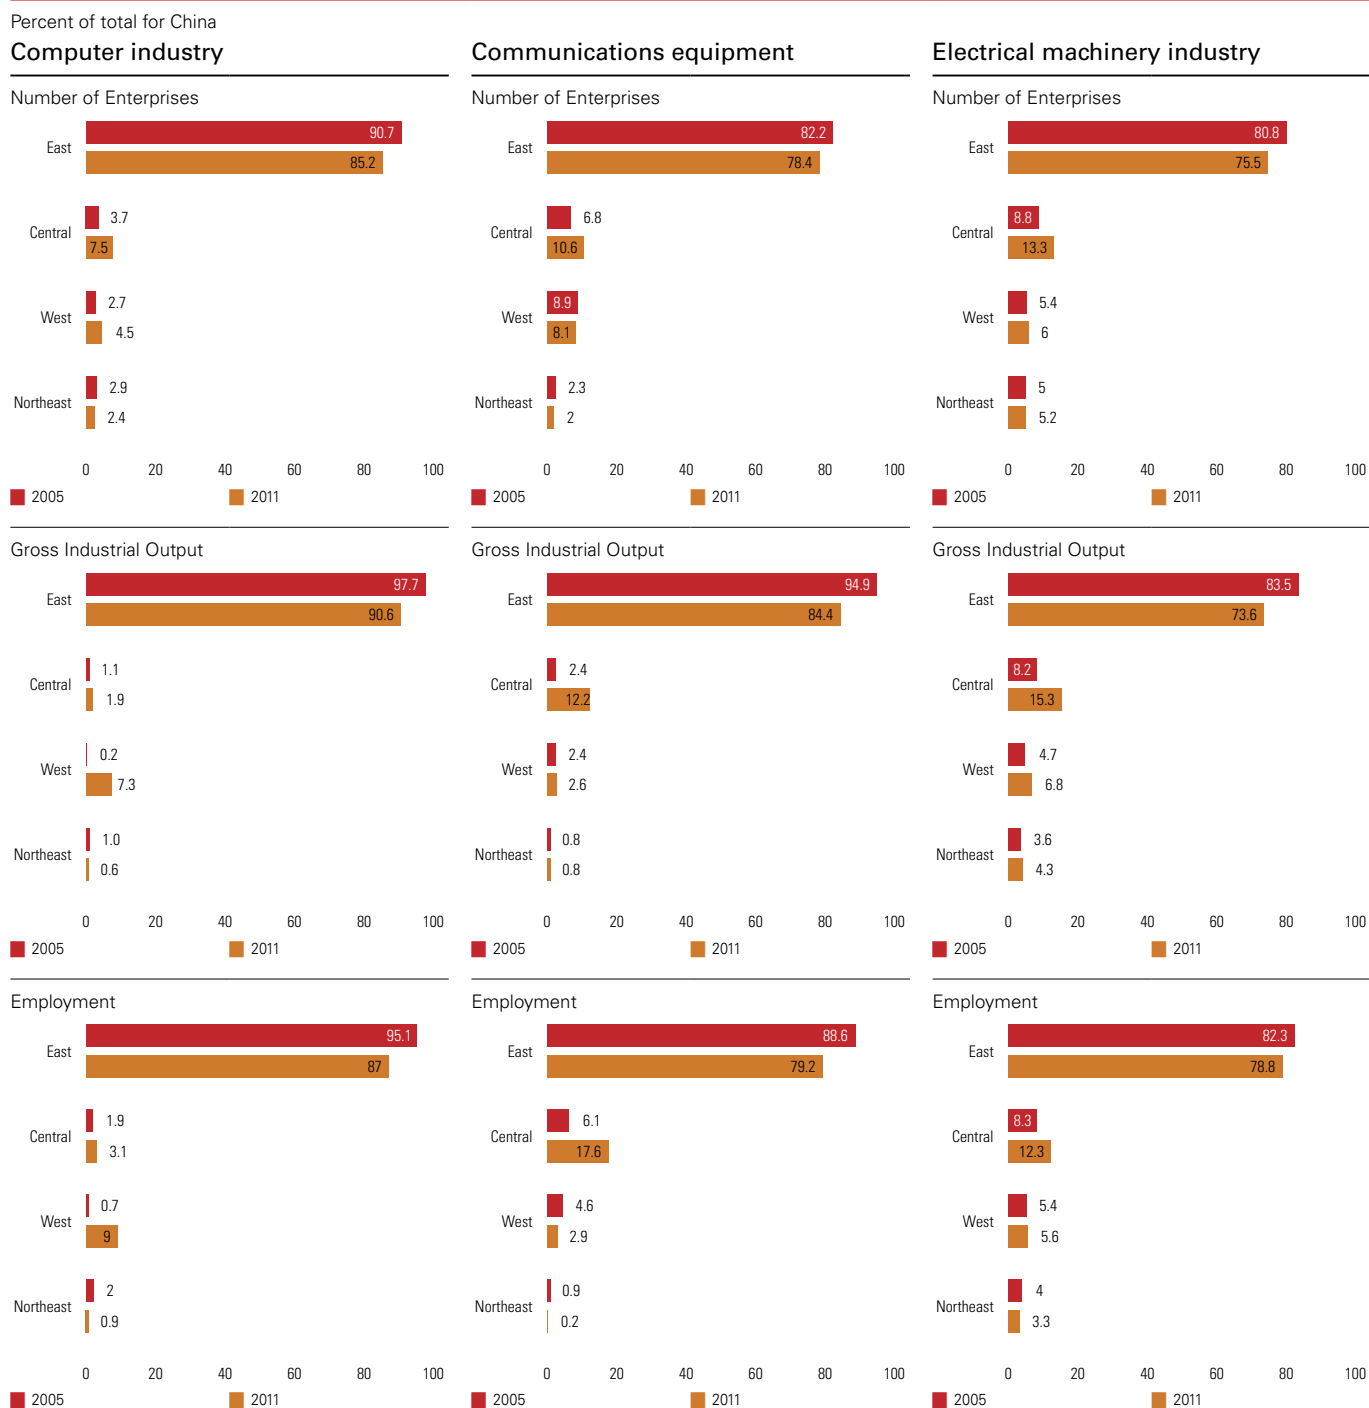 Percent of total for China
Computer industry
Number of Enterprises
East
90.7
85.2
Central
3.7
7.5
West
2.7
4.5
Northeast
2.9
2.4
0 20 40 60 80 100
2005 2011
Gross Industrial Output
East
97.7
90.6
Central
1.1
1.9
West
0.2
7.3
Northeast
1.0
0.6
0 20 40 60 80 100
2005 2011
Employment
East
95.1
87
Central
1.9
3.1
West
0.7
9
Northeast
2
0.9
0 20 40 60 80 100
2005 2011
Communications equipment
Number of Enterprises
East
82.2
78.4
Central
6.8
10.6
West
8.9
8.1
Northeast
2.3
2
0 20 40 60 80 100
2005 2011
Gross Industrial Output
East
94.9
84.4
Central
2.4
12.2
West
2.4
2.6
Northeast
0.8
0.8
0 20 40 60 80 100
2005 2011
Employment
East
88.6
79.2
Central
6.1
17.6
West
4.6
2.9
Northeast
0.9
0.2
0 20 40 60 80 100
2005 2011
Electrical machinery industry
Number of Enterprises
East
80.8
75.5
Central
8.8
13.3
West
5.4
6
Northeast
5
5.2
0 20 40 60 80 100
2005 2011
Gross Industrial Output
East
83.5
73.6
Central
8.2
15.3
West
4.7
6.8
Northeast
3.6
4.3
0 20 40 60 80 100
2005 2011
Employment
East
82.3
78.8
Central
8.3
12.3
West
5.4
5.6
Northeast
4
3.3
0 20 40 60 80 100
2005 2011